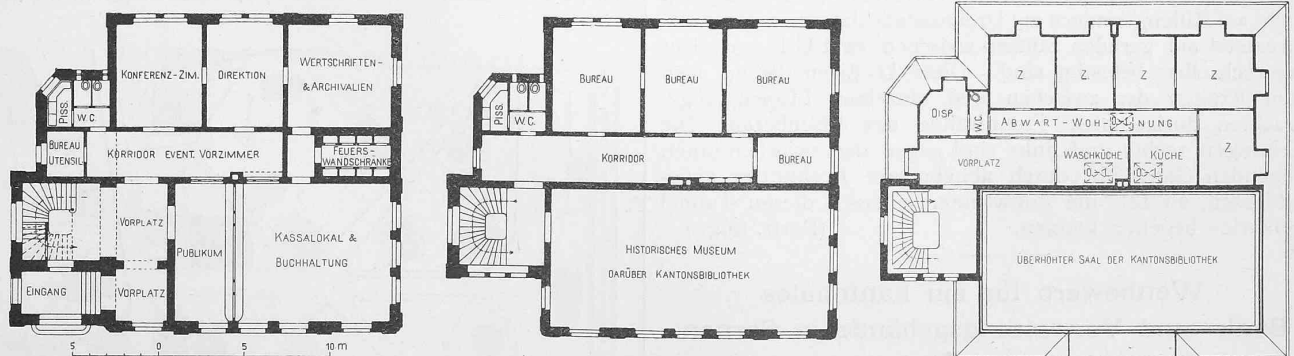 KONFERENZ-ZIM.
DIREKTION
WERTSCHRIFTEN-
& ARCHIVALIEN
PISS.
W.C.
BUREAU
UTENSIL.
KORRIDOR EVENT. VORZIMMER
FEUERS-
WANDSCHRÄNKE
VORPLATZ
PUBLIKUM
KASSALOKAL &
BUCHHALTUNG
EINGANG
VORPLATZ
5 0 5 10 m
BUREAU
BUREAU
BUREAU
PISS.
W.C.
KORRIDOR
BUREAU
HISTORISCHES MUSEUM
DARÜBER KANTONSBIBLIOTHEK
Z.
Z.
Z.
Z.
DISP.
W.C.
ABWART-WOHNUNG
Z.
VORPLATZ
WASCHKÜCHE
KÜCHE
ÜBERHÖHTER SAAL DER KANTONSBIBLIOTHEK